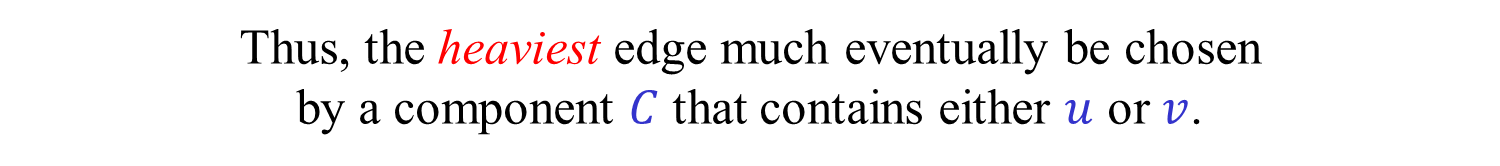 Thus, the heaviest edge much eventually be chosen
by a component C that contains either u or v.